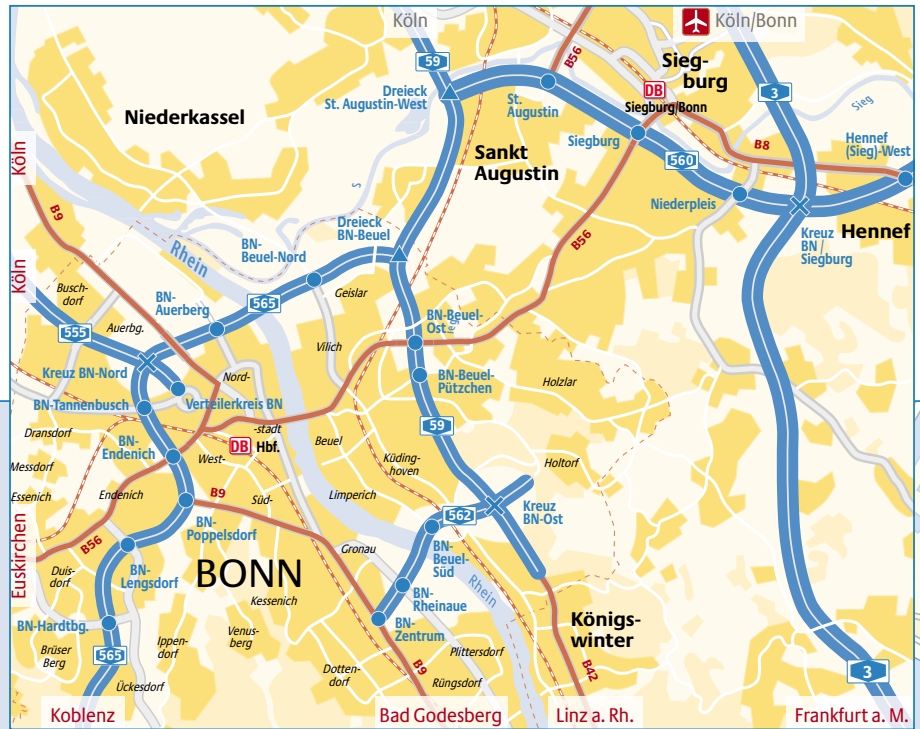 Köln
Köln/Bonn
59
B56
Sieg-
burg
Dreieck
St. Augustin-West
DB
Siegburg/Bonn
3
Sieg
Niederkassel
St.
Augustin
Siegburg
B8
Hennef
(Sieg)-West
Köln
Sankt
Augustin
560
S
Niederpleis
B9
Dreieck
BN-Beuel
BN-
Beuel-Nord
Rhein
B56
Kreuz
BN /
Siegburg
Hennef
Köln
Busch-
dorf
BN-
Auerberg
565
Geislar
555
Auerbg.
BN-Beuel-
Ost
Sieg
Vilich
Kreuz BN-Nord
Nord-
BN-Beuel-
Pützchen
Holzlar
BN-Tannenbusch
Verteilerkreis BN
-stadt
59
Dransdorf
BN-
Endenich
DB
Hbf.
Beuel
Messdorf
West-
Küding-
hoven
Holtorf
Essenich
Endenich
B9
Süd-
Limperich
Kreuz
BN-Ost
562
BN-
Poppelsdorf
Euskirchen
B56
Gronau
BN-
Beuel-
Süd
Duis-
dorf
BN-
Lengsdorf
BONN
Rhein
Kessenich
BN-
Rheinaue
BN-Hardtbg.
BN-
Zentrum
Königs-
winter
Brüser
Berg
Ippen-
dorf
Venus-
berg
Plittersdorf
565
Dotten-
dorf
B9
Rüngsdorf
B42
3
Ückesdorf
Koblenz
Bad Godesberg
Linz a. Rh.
Frankfurt a. M.